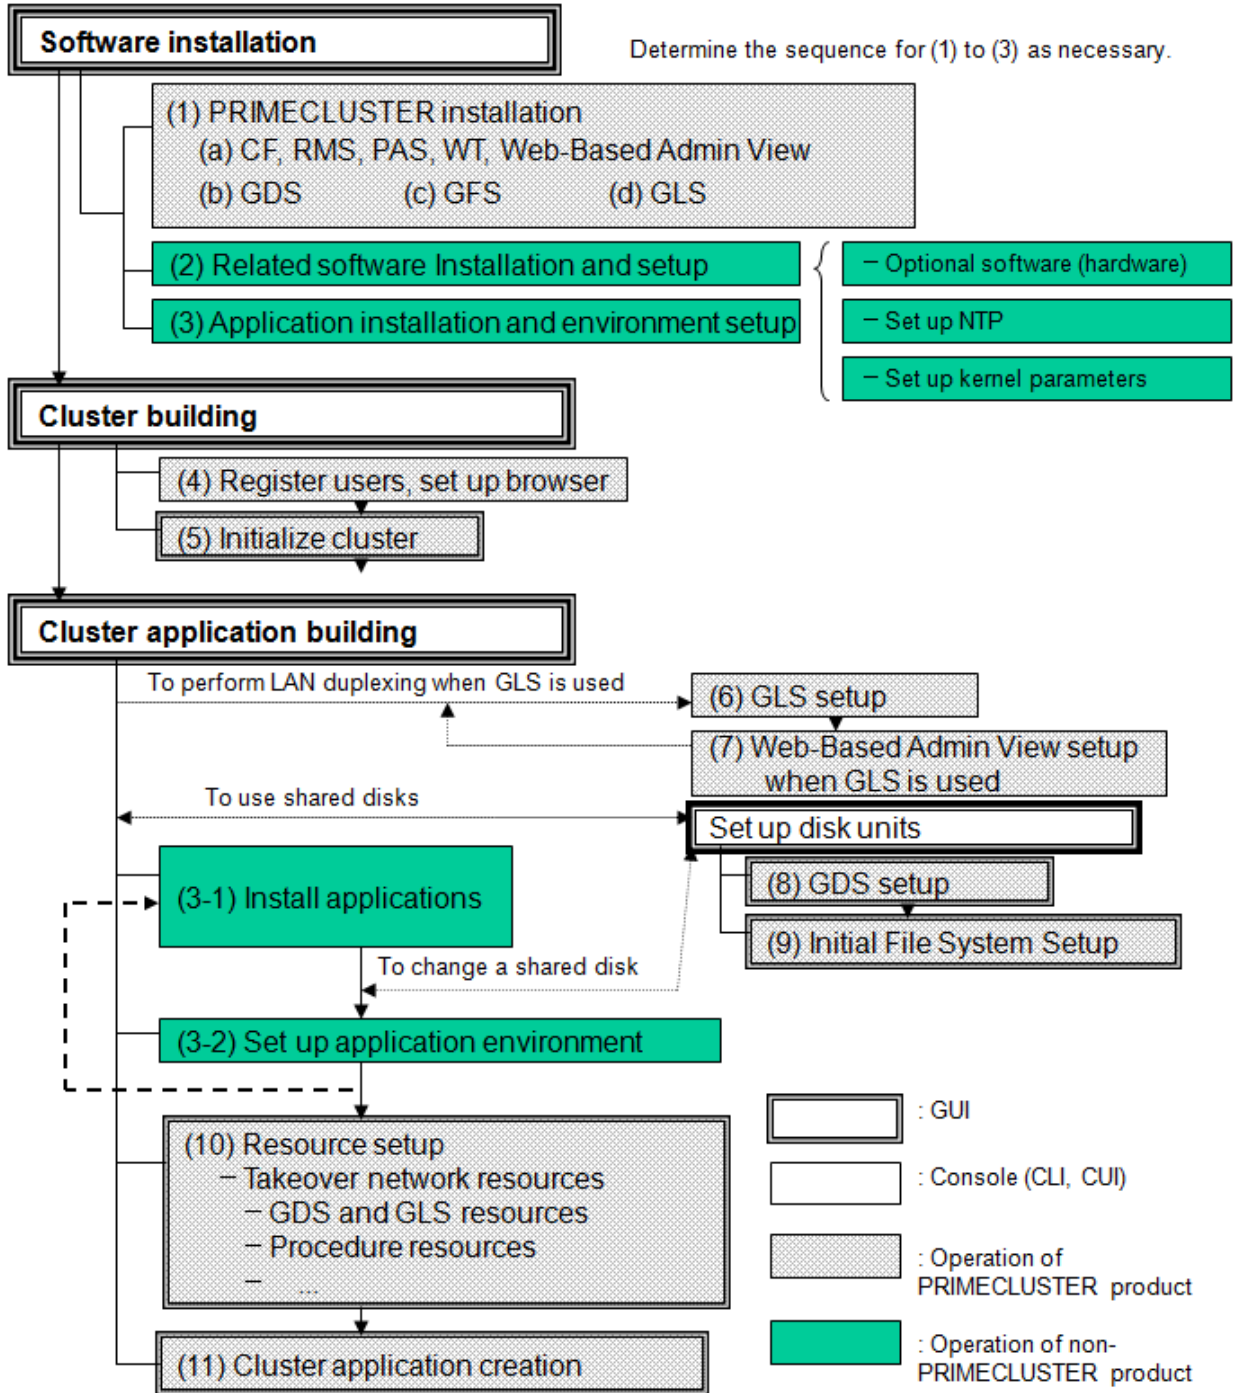 Software installation
Determine the sequence for (1) to (3) as necessary.
(1) PRIMECLUSTER installation
(a) CF, RMS, PAS, WT, Web-Based Admin View
(b) GDS (c) GFS (d) GLS
(2) Related software Installation and setup
(3) Application installation and environment setup
– Optional software (hardware)
– Set up NTP
– Set up kernel parameters
Cluster building
(4) Register users, set up browser
(5) Initialize cluster
Cluster application building
To perform LAN duplexing when GLS is used
(6) GLS setup
(7) Web-Based Admin View setup
when GLS is used
To use shared disks
Set up disk units
(8) GDS setup
(9) Initial File System Setup
(3-1) Install applications
To change a shared disk
(3-2) Set up application environment
(10) Resource setup
– Takeover network resources
– GDS and GLS resources
– Procedure resources
– ...
(11) Cluster application creation
: GUI
: Console (CLI, CUI)
: Operation of
PRIMECLUSTER product
: Operation of non-
PRIMECLUSTER product